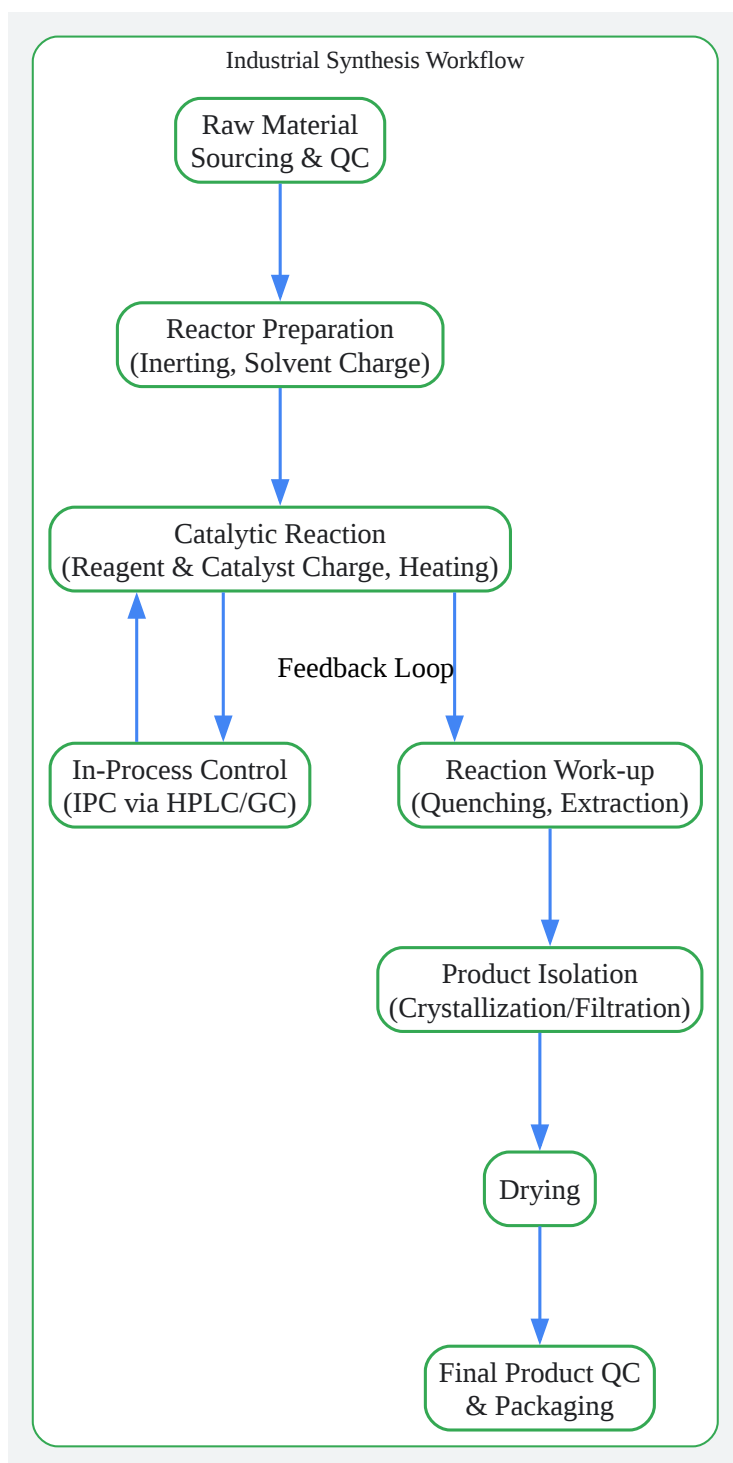 Industrial Synthesis Workflow
Raw Material
Sourcing & QC
Reactor Preparation
(Inerting, Solvent Charge)
Catalytic Reaction
(Reagent & Catalyst Charge, Heating)
Feedback Loop
In-Process Control
(IPC via HPLC/GC)
Reaction Work-up
(Quenching, Extraction)
Product Isolation
(Crystallization/Filtration)
Drying
Final Product QC
& Packaging